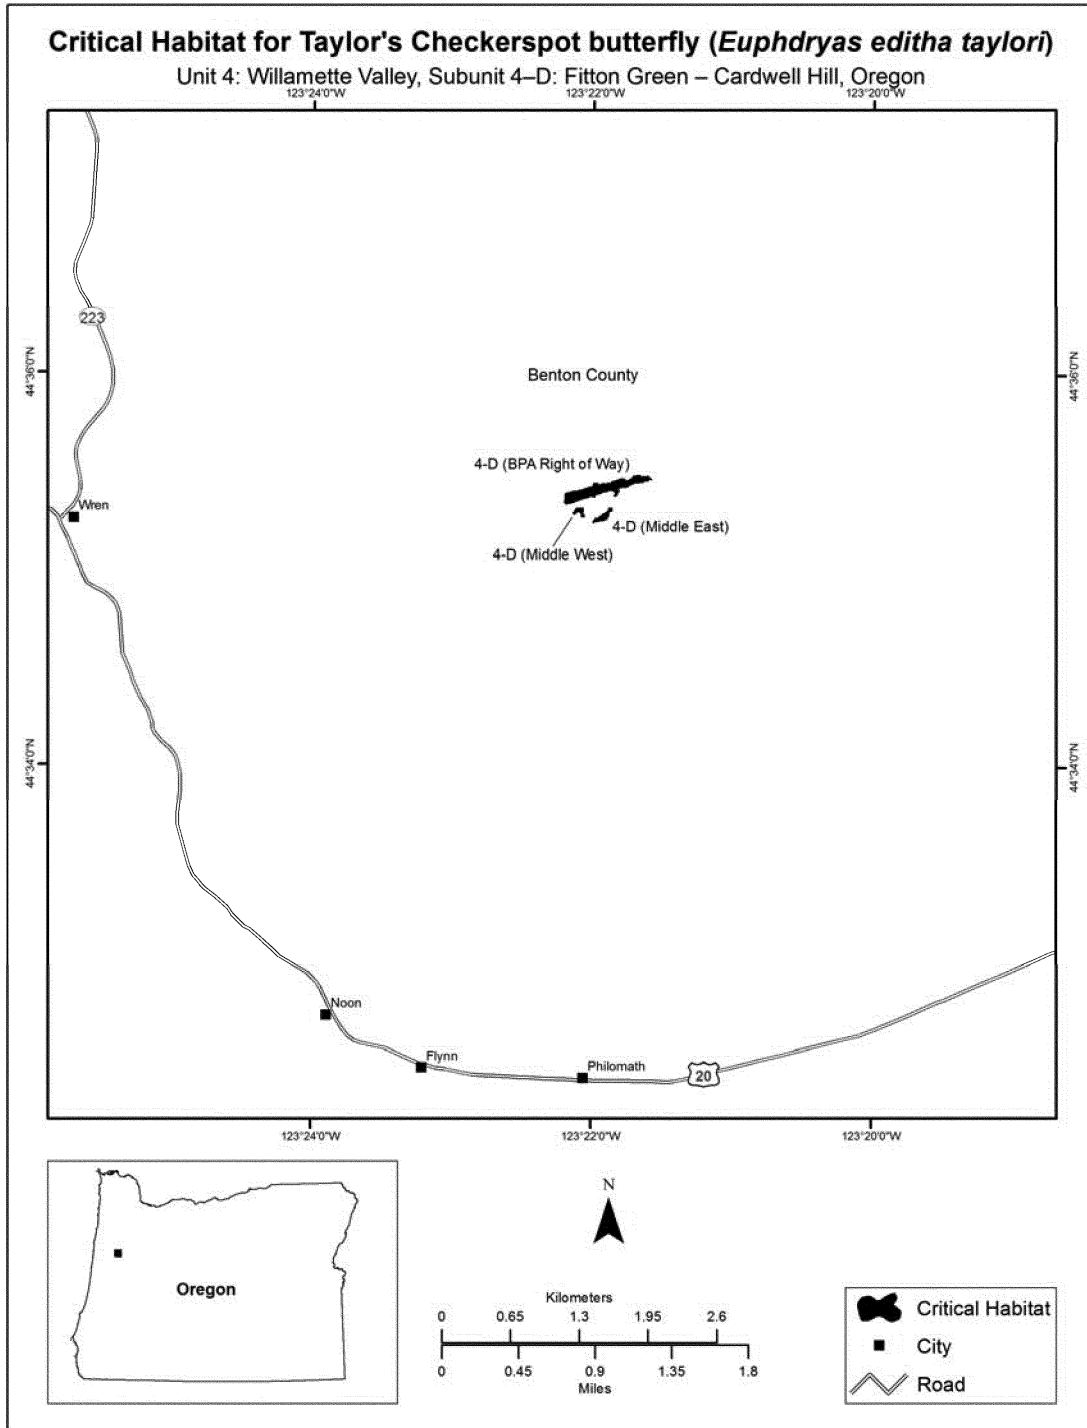 Critical Habitat for Taylor's Checkerspot butterfly (Euphdryas editha taylori)
Unit 4: Willamette Valley, Subunit 4–D: Fitton Green – Cardwell Hill, Oregon
123°24'0"W 123°22'0"W 123°20'0"W
223
44°36'0"N
44°36'0"N
Benton County
4-D (BPA Right of Way)
Wren
4-D (Middle East)
4-D (Middle West)
44°34'0"N
44°34'0"N
Noon
Flynn
Philomath
20
123°24'0"W 123°22'0"W 123°20'0"W
N
Oregon
Kilometers
0 0.65 1.3 1.95 2.6
0 0.45 0.9 1.35 1.8
Miles
Critical Habitat
City
Road